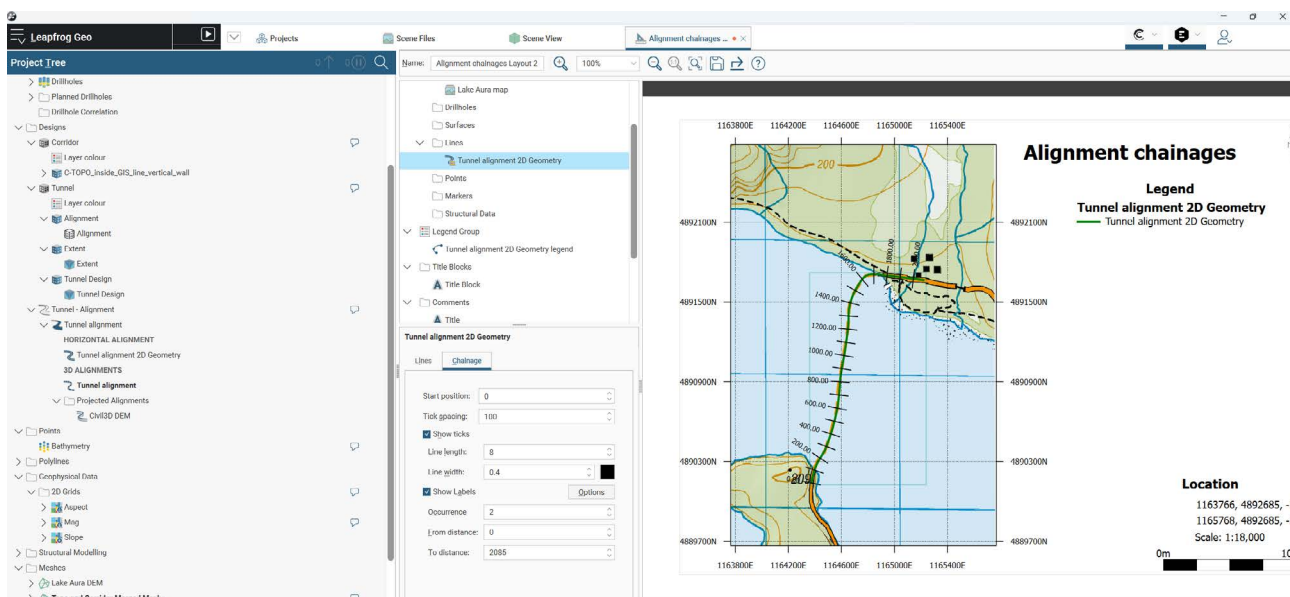 Leapfrog Geo
Projects
Scene Files
Scene View
Alignment chainages ...
Project Tree
Drillholes
Planned Drillholes
Drillhole Correlation
Designs
Corridor
Layer colour
C-TOPO_inside_GIS_line_vertical_wall
Tunnel
Layer colour
Alignment
Alignment
Extent
Extent
Tunnel Design
Tunnel Design
Tunnel - Alignment
Tunnel alignment
HORIZONTAL ALIGNMENT
Tunnel alignment 2D Geometry
3D ALIGNMENTS
Tunnel alignment
Projected Alignments
Civil3D DEM
Points
Bathymetry
Polylines
Geophysical Data
2D Grids
Aspect
Mag
Slope
Structural Modelling
Meshes
Lake Aura DEM
Name: Alignment chainages Layout 2 100%
Lake Aura map
Drillholes
Surfaces
Lines
Tunnel alignment 2D Geometry
Points
Markers
Structural Data
Legend Group
Tunnel alignment 2D Geometry legend
Title Blocks
Title Block
Comments
Title
Tunnel alignment 2D Geometry
Lines Chainage
Start position: 0
Tick spacing: 100
Show ticks
Line length: 8
Line width: 0.4
Show Labels Options
Occurrence 2
From distance: 0
To distance: 2085
1163800E 1164200E 1164600E 1165000E 1165400E
4892100N
4891500N
4890900N
4890300N
4889700N
200
1800.00
1600.00
1400.00
1200.00
1000.00
800.00
600.00
400.00
200.00
209
4892100N
4891500N
4890900N
4890300N
4889700N
1163800E 1164200E 1164600E 1165000E 1165400E
Alignment chainages
Legend
Tunnel alignment 2D Geometry
Tunnel alignment 2D Geometry
Location
1163766, 4892685, -
1165768, 4892685, -
Scale: 1:18,000
0m 10